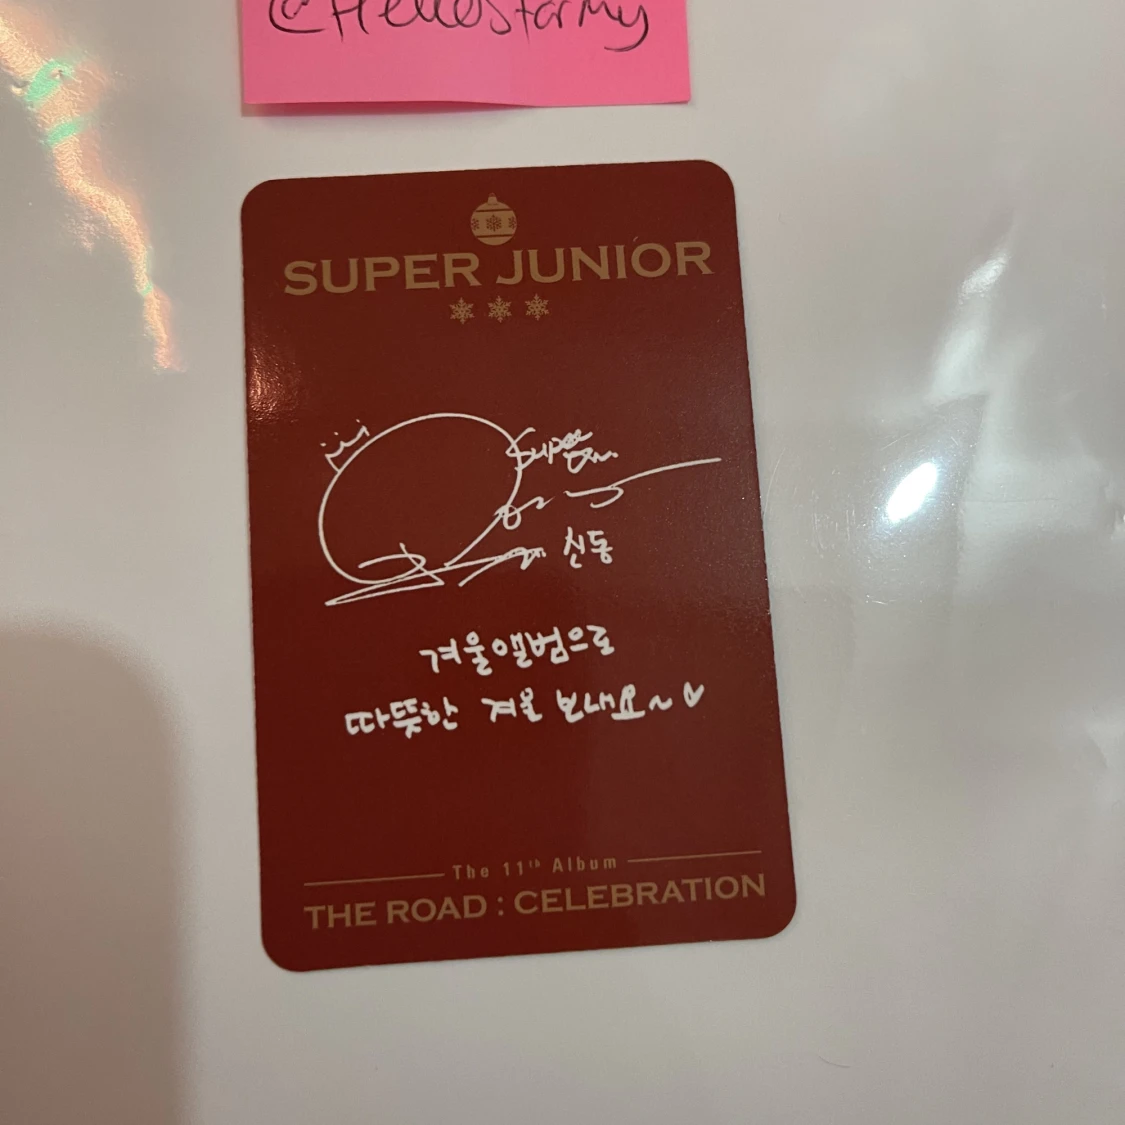 @HellOStarmy
SUPER JUNIOR
Super
신동
겨울앨범으로
따뜻한 겨울 보내요~♡
The 11th Album
THE ROAD : CELEBRATION